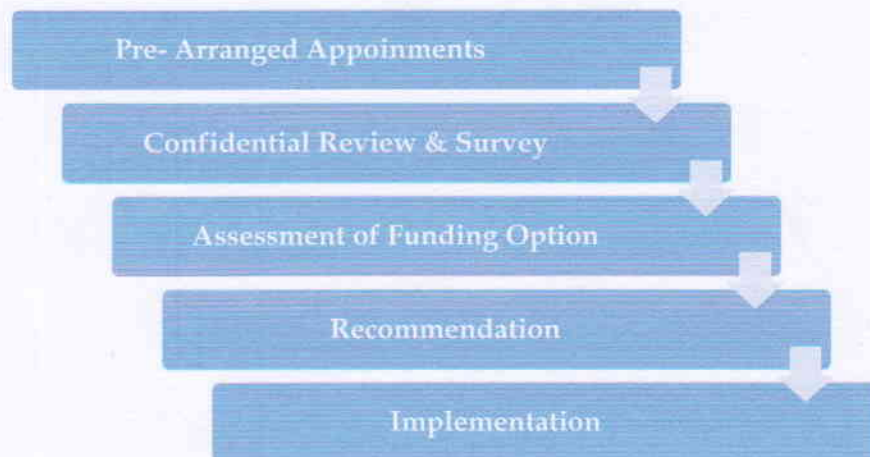 Pre- Arranged Appoinments
Confidential Review & Survey
Assessment of Funding Option
Recommendation
Implementation